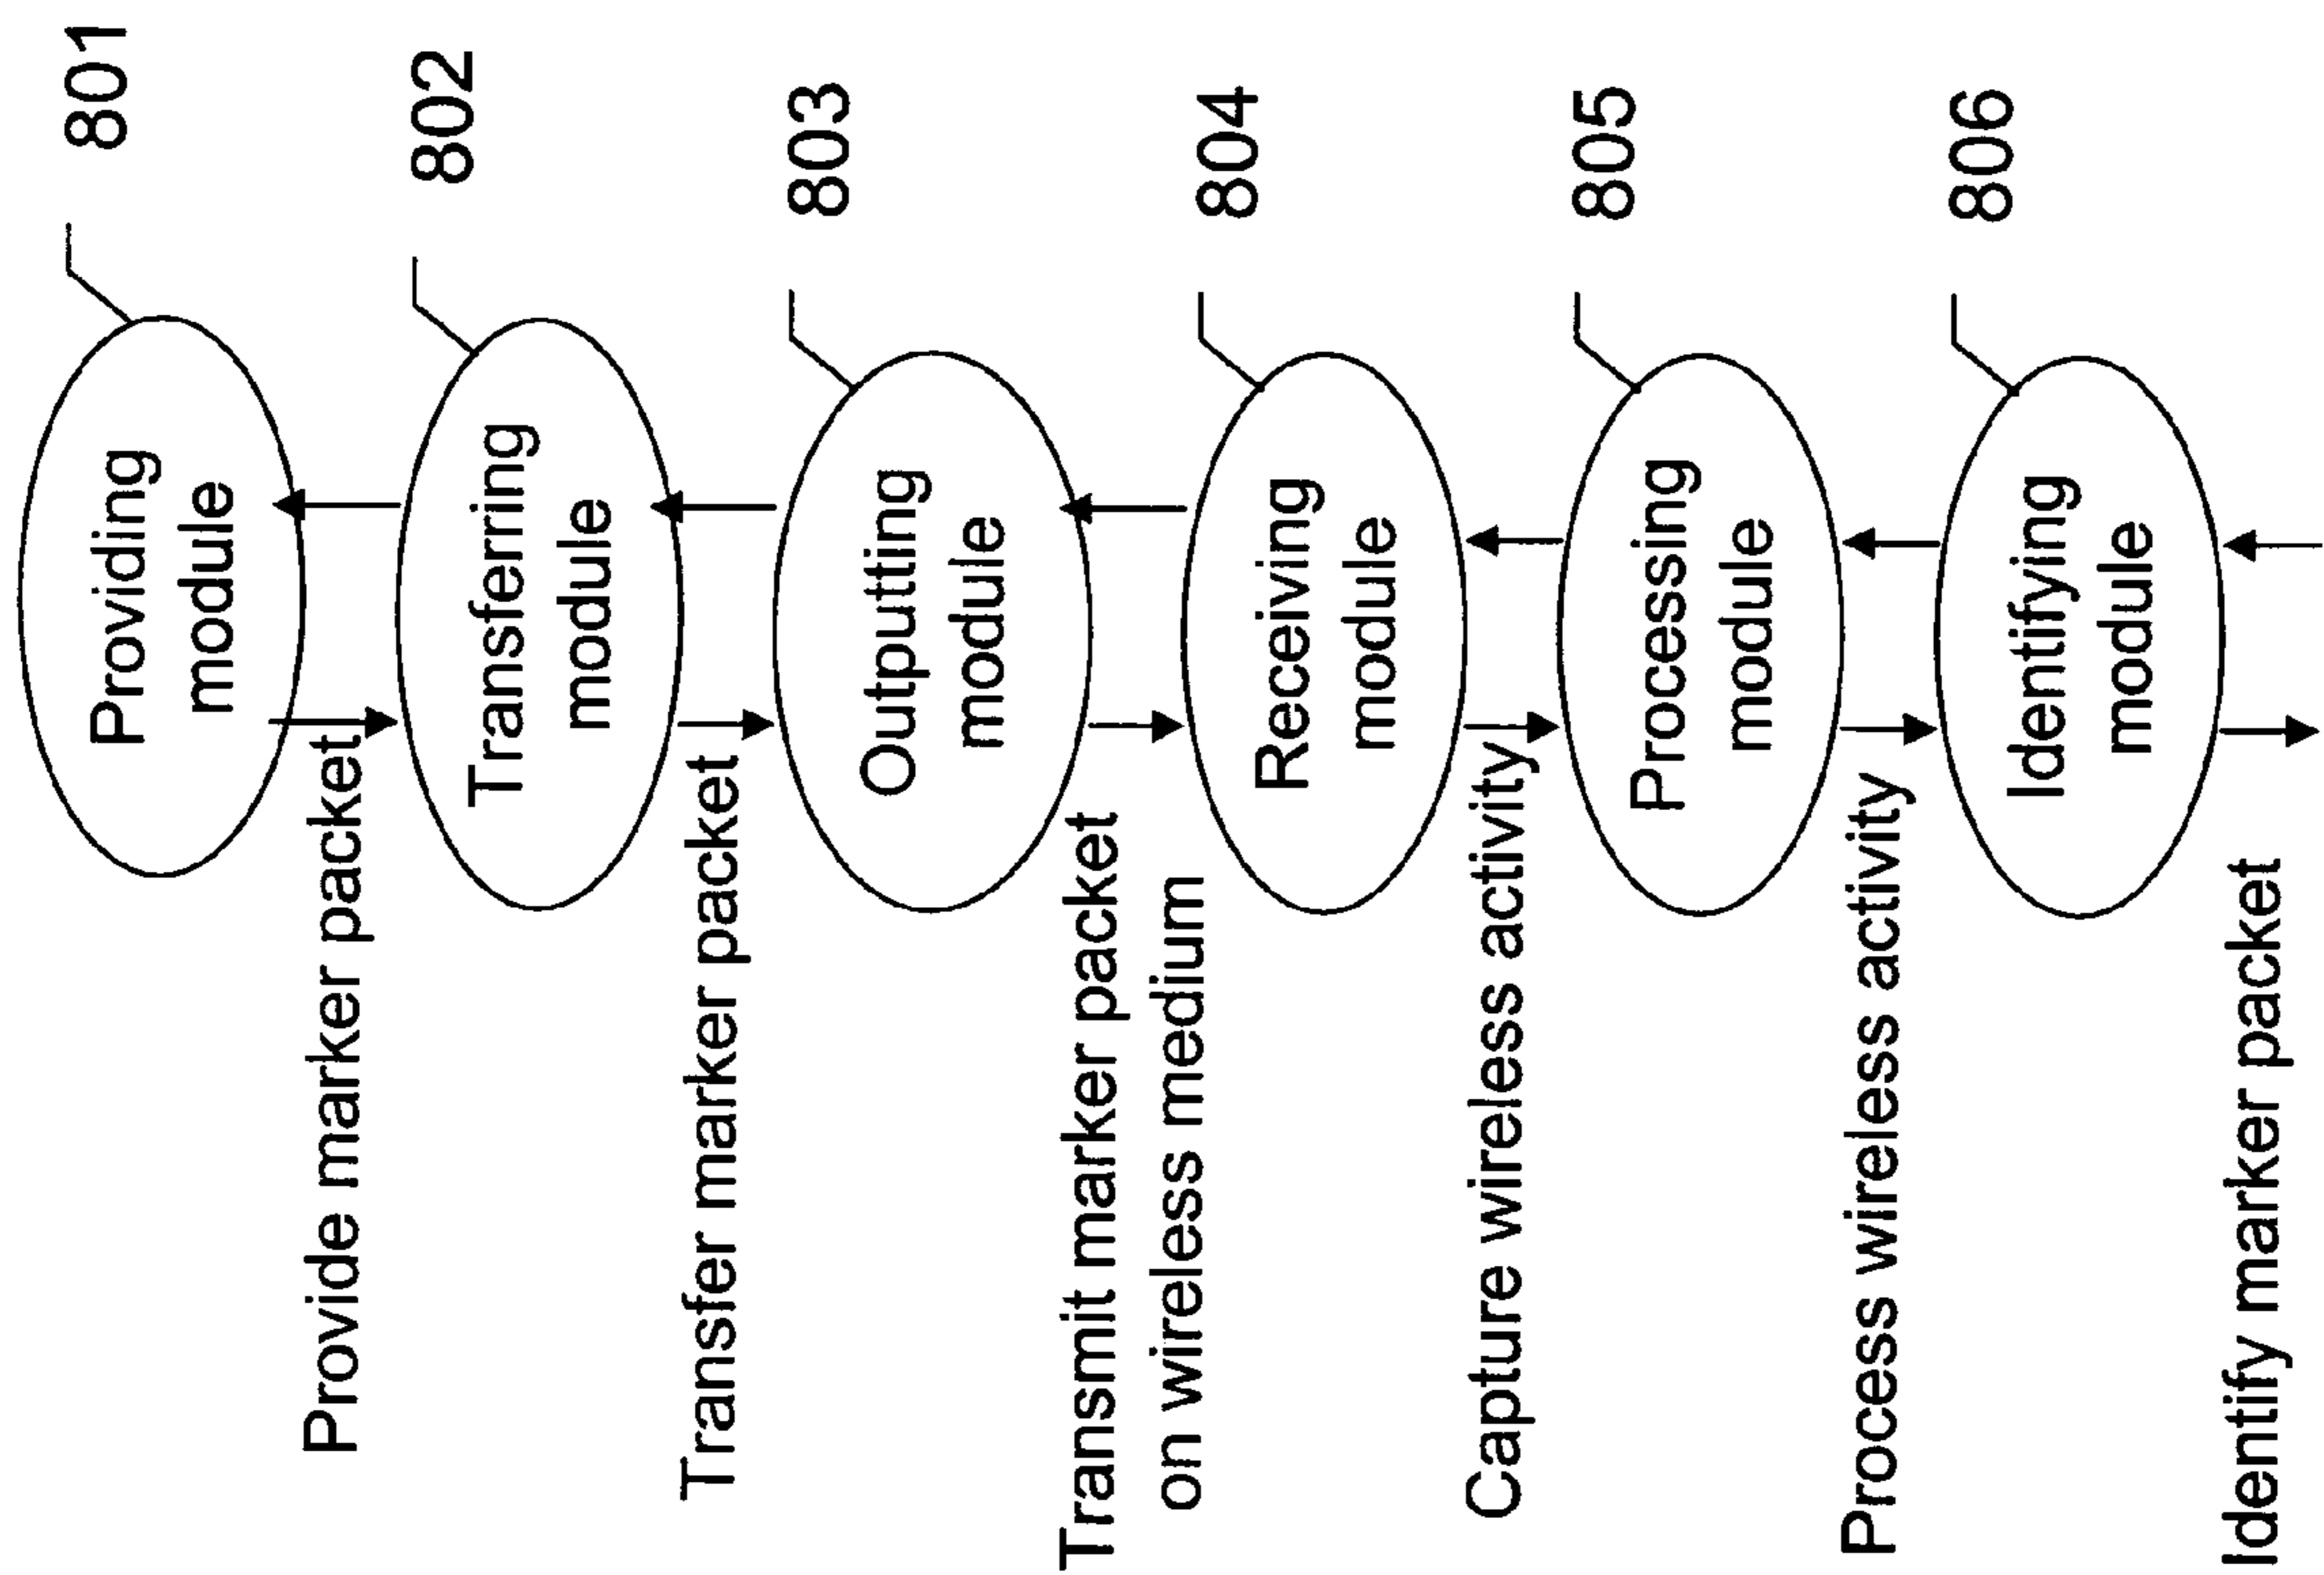 801
Providing
module
Provide marker packet
802
Transferring
module
Transfer marker packet
803
Outputting
module
Transmit marker packet
on wireless medium
804
Receiving
module
Capture wireless activity
805
Processing
module
Process wireless activity
806
Identifying
module
Identify marker packet